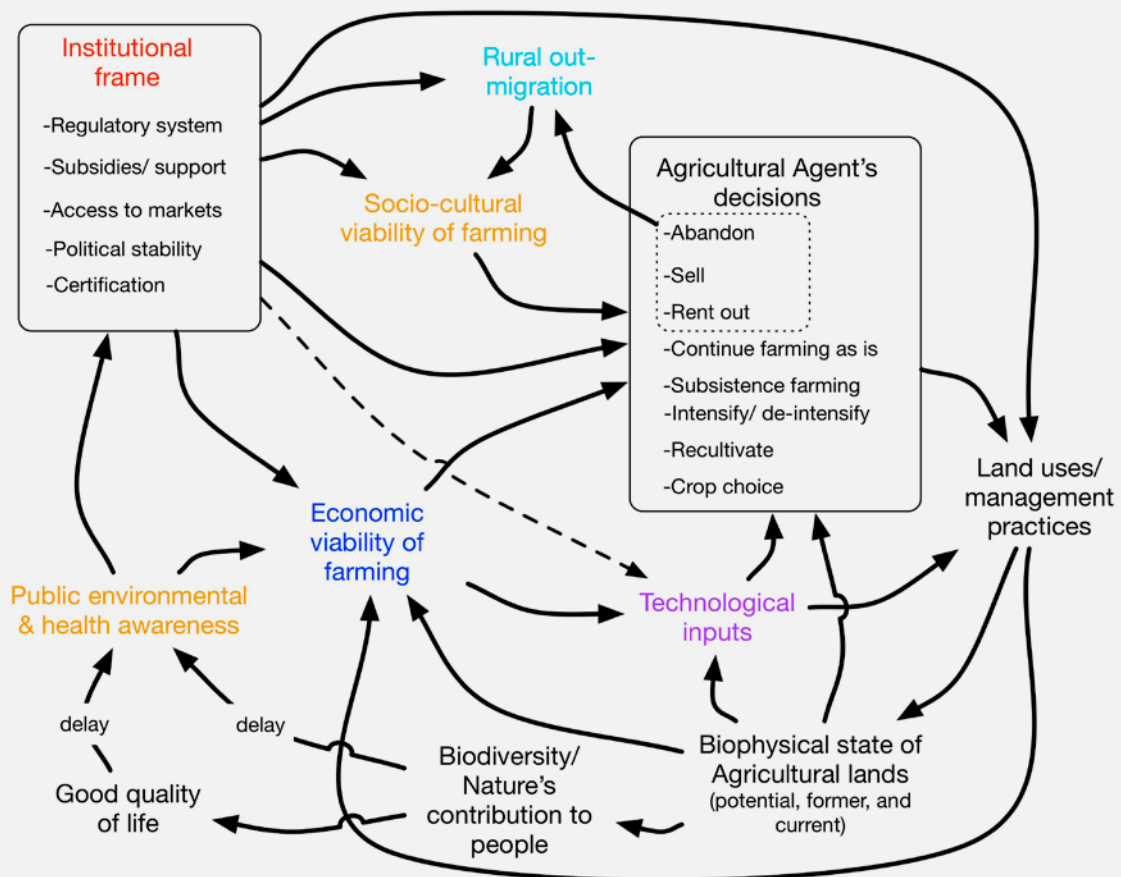 Institutional
frame
-Regulatory system
-Subsidies/ support
-Access to markets
-Political stability
-Certification
Rural out-
migration
Socio-cultural
viability of farming
Agricultural Agent's
decisions
-Abandon
-Sell
-Rent out
-Continue farming as is
-Subsistence farming
-Intensify/ de-intensify
-Recultivate
-Crop choice
Land uses/
management
practices
Economic
viability of
farming
Public environmental
& health awareness
Technological
inputs
delay
delay
Good quality
of life
Biodiversity/
Nature's
contribution to
people
Biophysical state of
Agricultural lands
(potential, former, and
current)